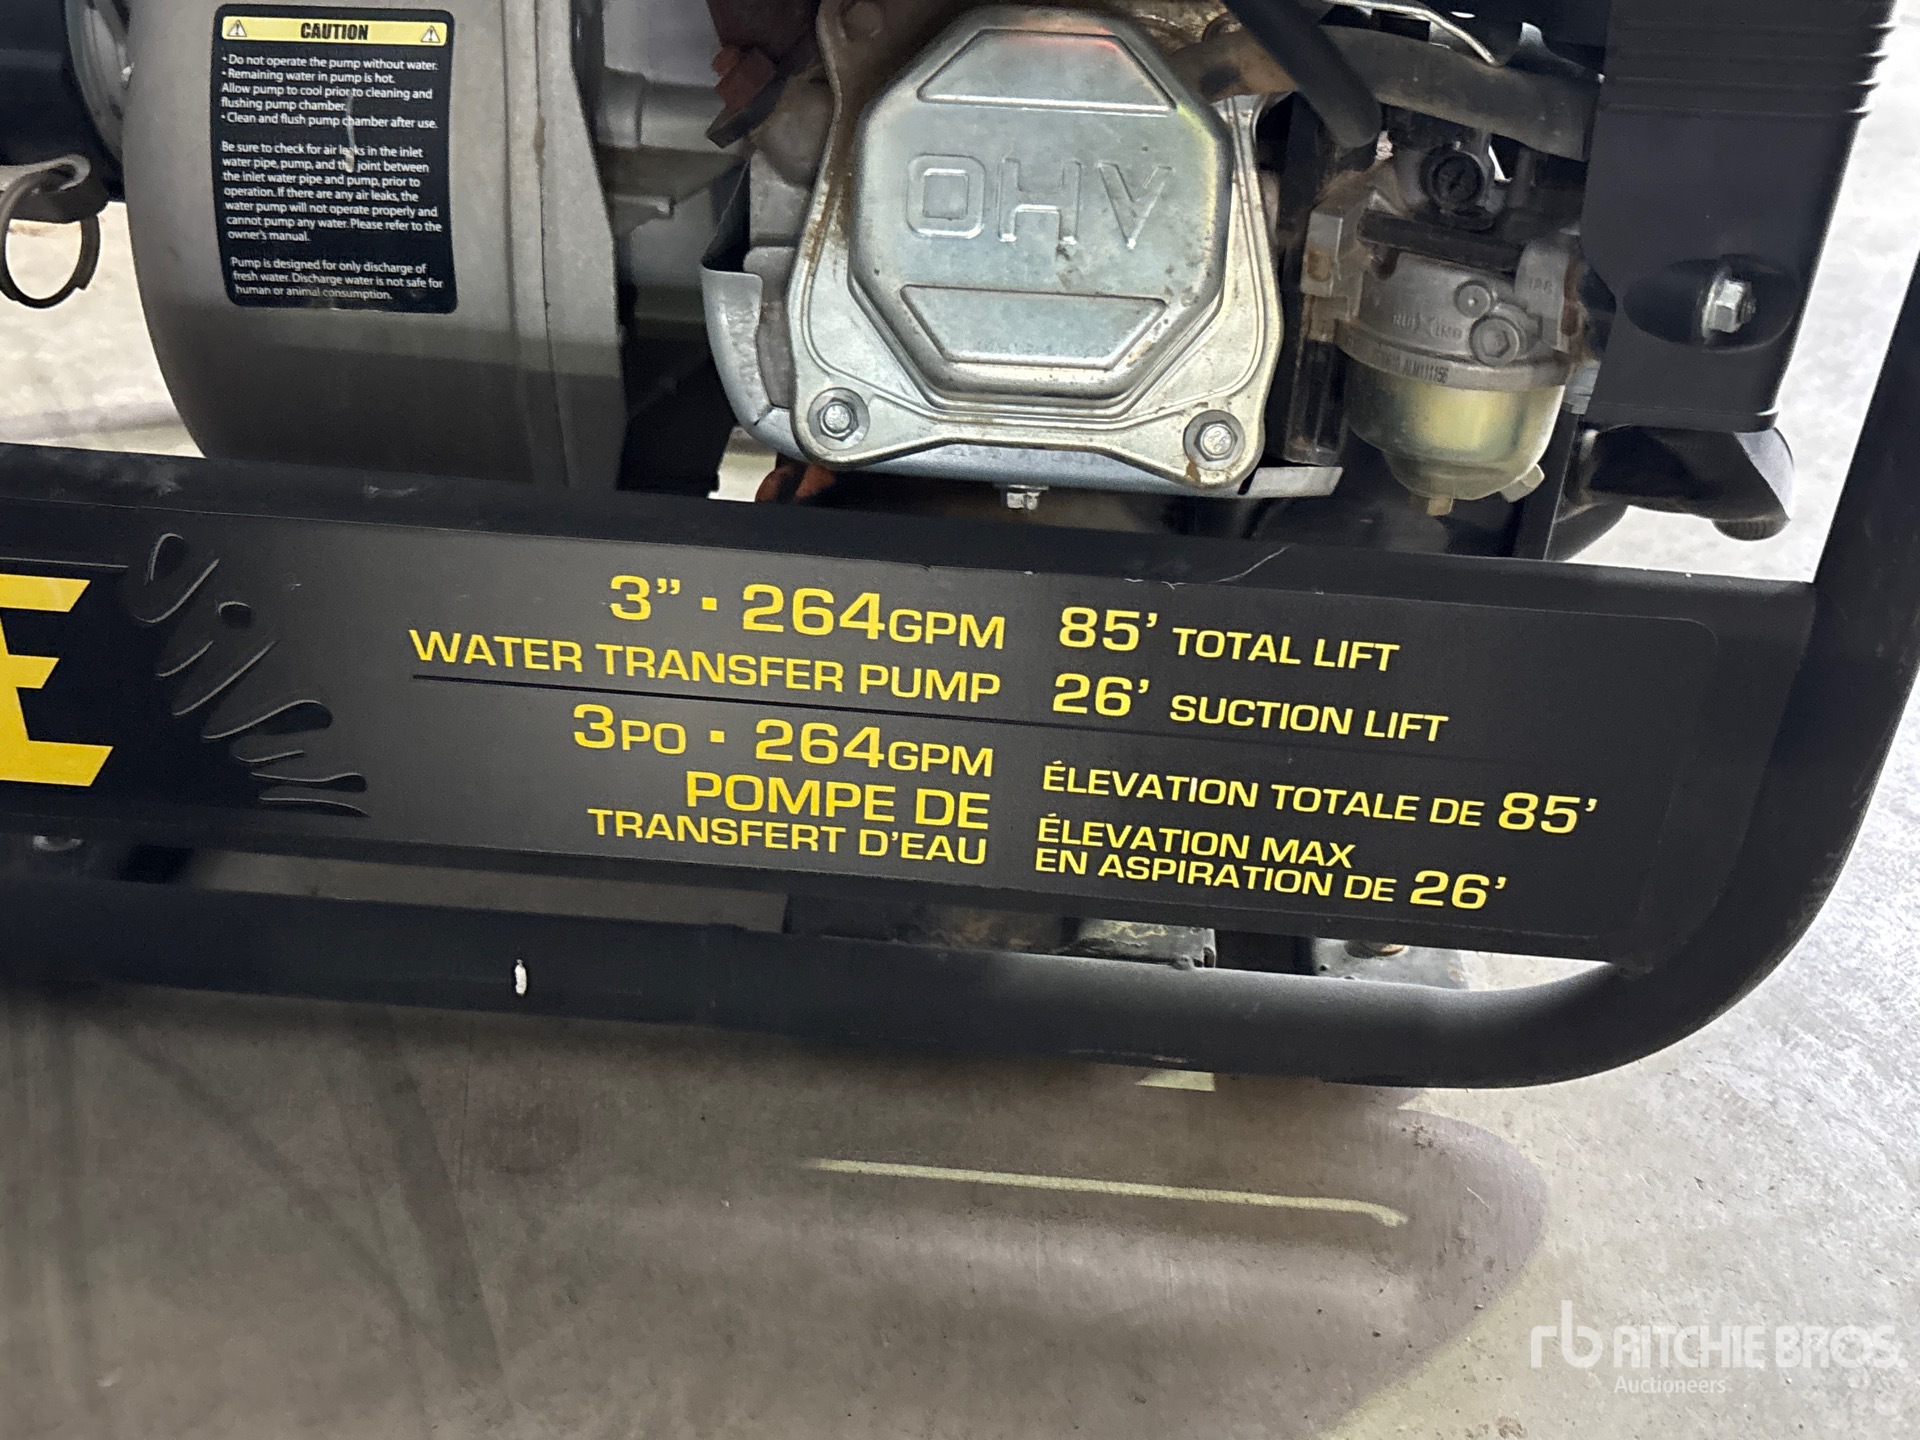 CAUTION
• Do not operate the pump without water.
• Remaining water in pump is hot.
Allow pump to cool prior to cleaning and
flushing pump chamber.
• Clean and flush pump chamber after use.
Be sure to check for air leaks in the inlet
water pipe, pump, and the joint between
the inlet water pipe and pump, prior to
operation. If there are any air leaks, the
water pump will not operate properly and
cannot pump any water. Please refer to the
owner's manual.
Pump is designed for only discharge of
fresh water. Discharge water is not safe for
human or animal consumption.
OHV
RUIXING
E
3” · 264GPM
WATER TRANSFER PUMP
85’ TOTAL LIFT
26’ SUCTION LIFT
3PO · 264GPM
POMPE DE
TRANSFERT D’EAU
ÉLEVATION TOTALE DE 85’
ÉLEVATION MAX
EN ASPIRATION DE 26’
rb RITCHIE BROS.
Auctioneers